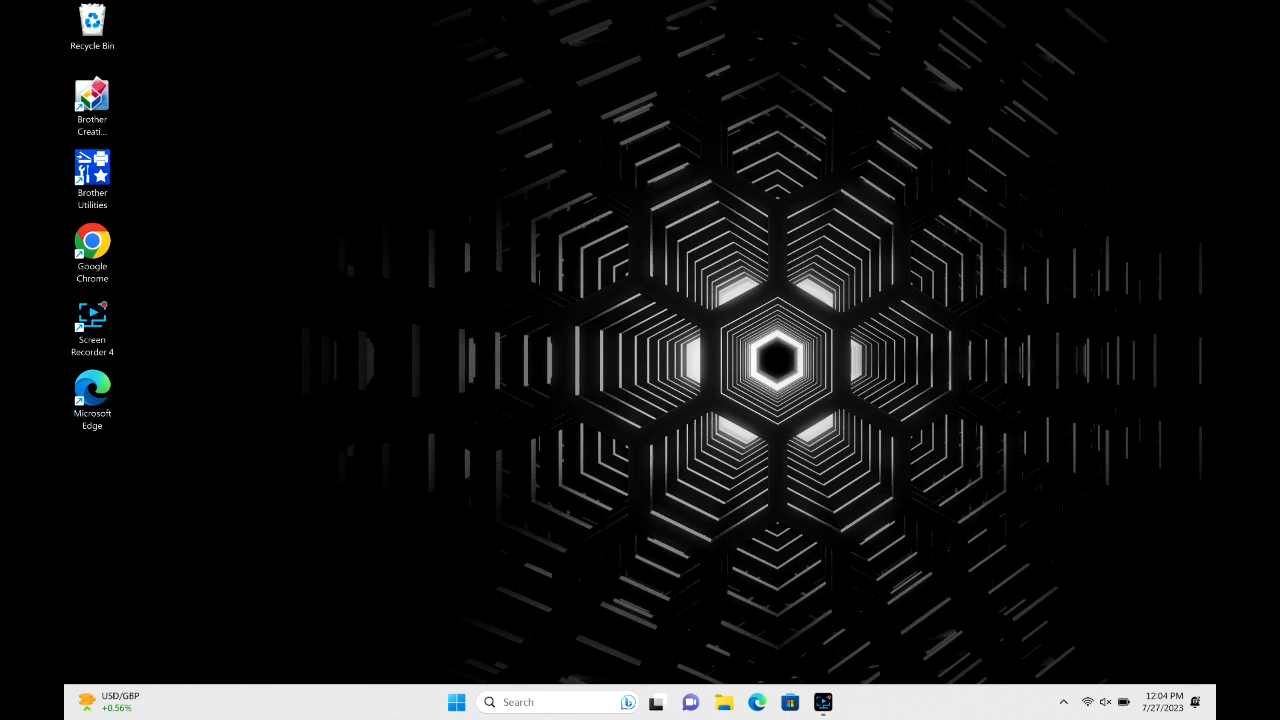 Recycle Bin
Brother
Creati...
Brother
Utilities
Google
Chrome
Screen
Recorder 4
Microsoft
Edge
USD/GBP
+0.56%
Search
12:04 PM
7/27/2023